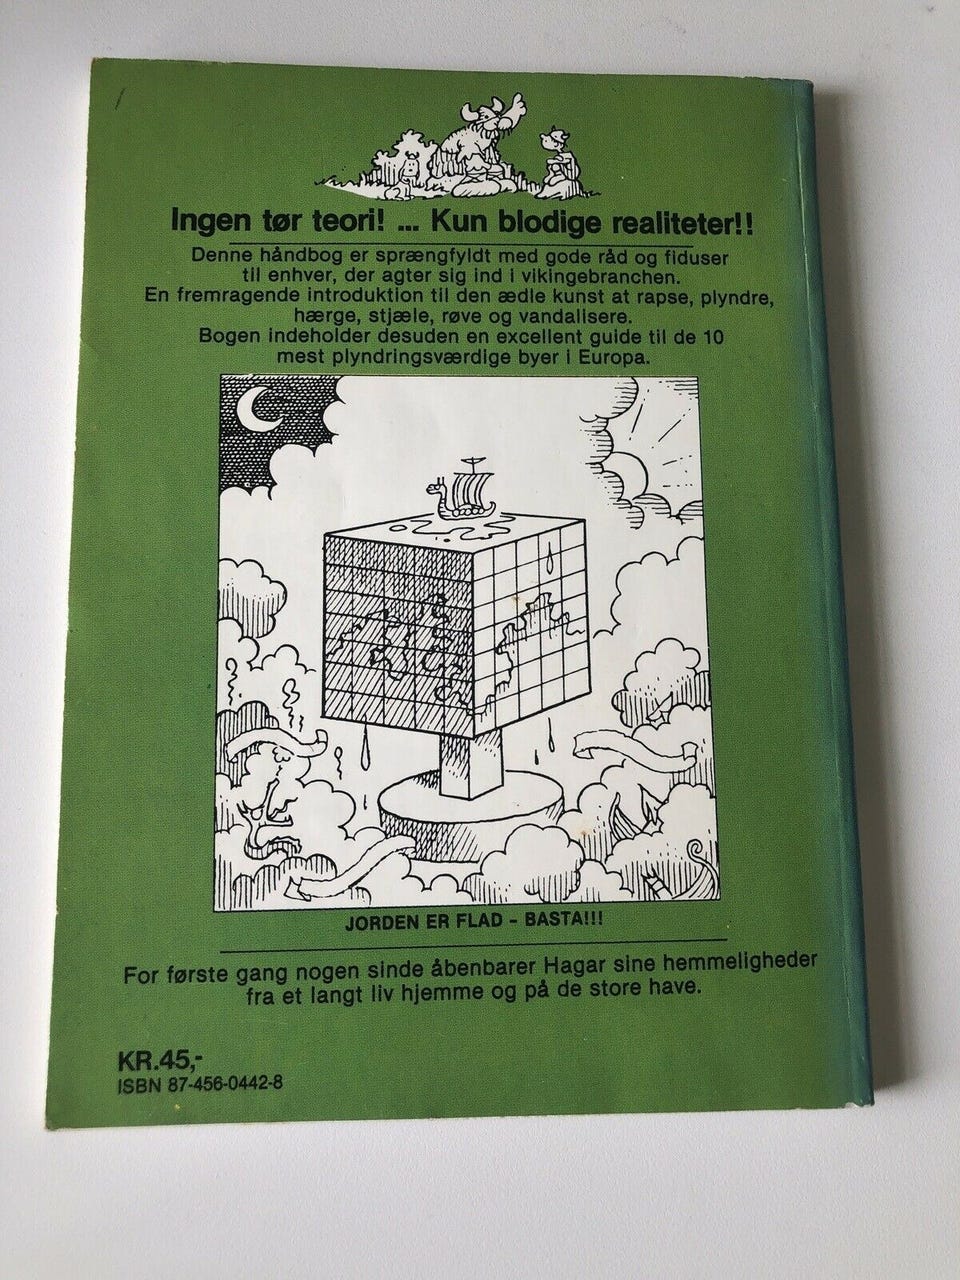 Ingen tør teori! ... Kun blodige realiteter!!
Denne håndbog er sprængfyldt med gode råd og fiduser
til enhver, der agter sig ind i vikingebranchen.
En fremragende introduktion til den ædle kunst at rapse, plyndre,
hærge, stjæle, røve og vandalisere.
Bogen indeholder desuden en excellent guide til de 10
mest plyndringsværdige byer i Europa.
JORDEN ER FLAD - BASTA!!!
For første gang nogen sinde åbenbarer Hagar sine hemmeligheder
fra et langt liv hjemme og på de store have.
KR.45,-
ISBN 87-456-0442-8